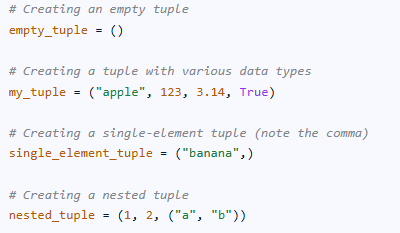 # Creating an empty tuple
empty_tuple = ()
# Creating a tuple with various data types
my_tuple = ("apple", 123, 3.14, True)
# Creating a single-element tuple (note the comma)
single_element_tuple = ("banana",)
# Creating a nested tuple
nested_tuple = (1, 2, ("a", "b"))